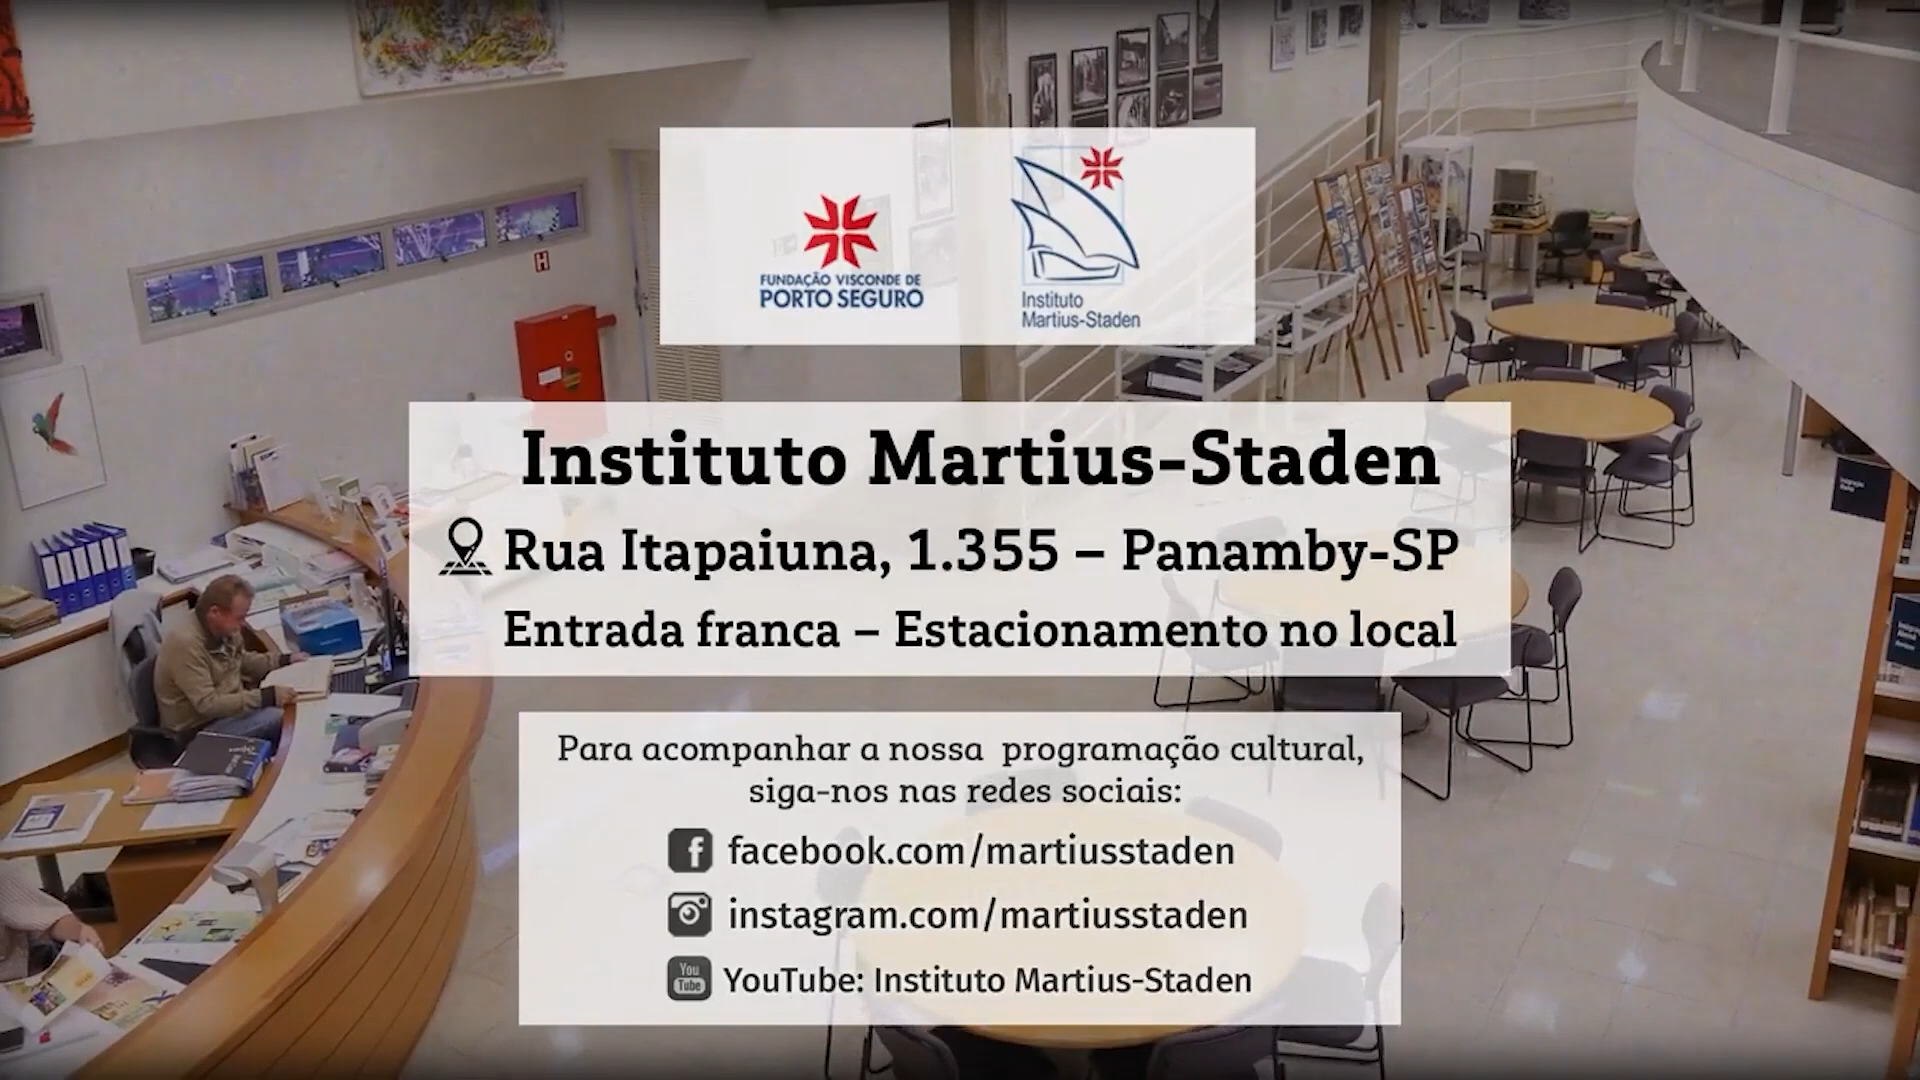 FUNDAÇÃO VISCONDE DE
PORTO SEGURO
Instituto
Martius-Staden
Instituto Martius-Staden
Rua Itapaiuna, 1.355 – Panamby-SP
Entrada franca – Estacionamento no local
Para acompanhar a nossa programação cultural,
siga-nos nas redes sociais:
facebook.com/martiusstaden
instagram.com/martiusstaden
You
Tube
YouTube: Instituto Martius-Staden
H